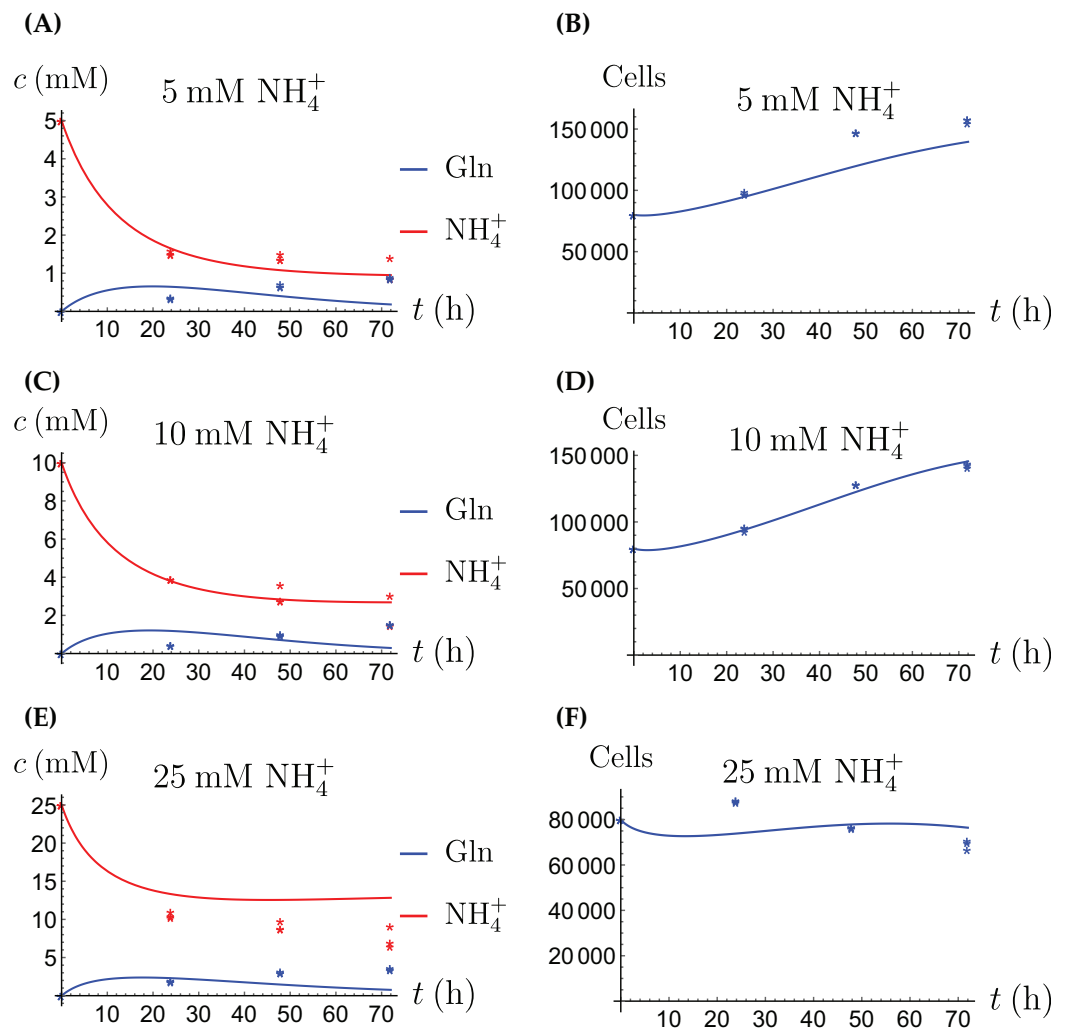 (A)
c (mM)
5 mM NH₄⁺
5
4
3
2
1
10 20 30 40 50 60 70
t (h)
Gln
NH₄⁺
(B)
Cells
5 mM NH₄⁺
150 000
100 000
50 000
10 20 30 40 50 60 70
t (h)
(C)
c (mM)
10 mM NH₄⁺
10
8
6
4
2
10 20 30 40 50 60 70
t (h)
Gln
NH₄⁺
(D)
Cells
10 mM NH₄⁺
150 000
100 000
50 000
10 20 30 40 50 60 70
t (h)
(E)
c (mM)
25 mM NH₄⁺
25
20
15
10
5
10 20 30 40 50 60 70
t (h)
Gln
NH₄⁺
(F)
Cells
25 mM NH₄⁺
80 000
60 000
40 000
20 000
10 20 30 40 50 60 70
t (h)